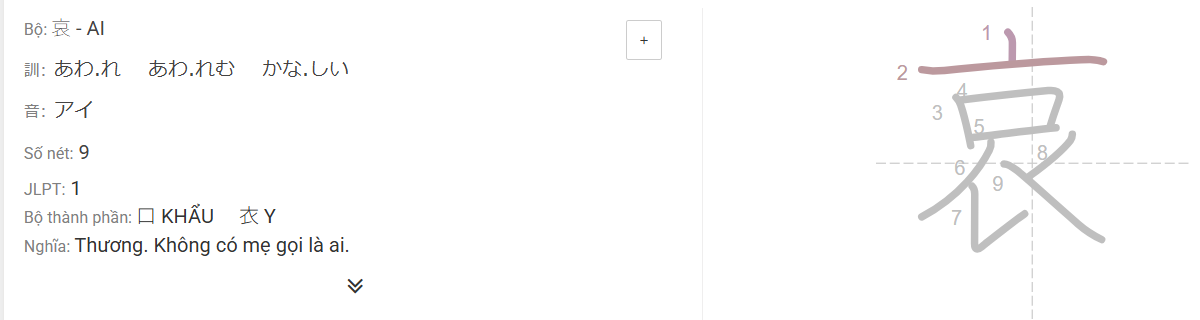 Bộ: 哀 - AI
+
訓: あわ.れ あわ.れむ かな.しい
音: アイ
Số nét: 9
JLPT: 1
Bộ thành phần: 口 KHẨU 衣 Y
Nghĩa: Thương. Không có mẹ gọi là ai.
1
2
3
4
5
6
7
8
9
哀